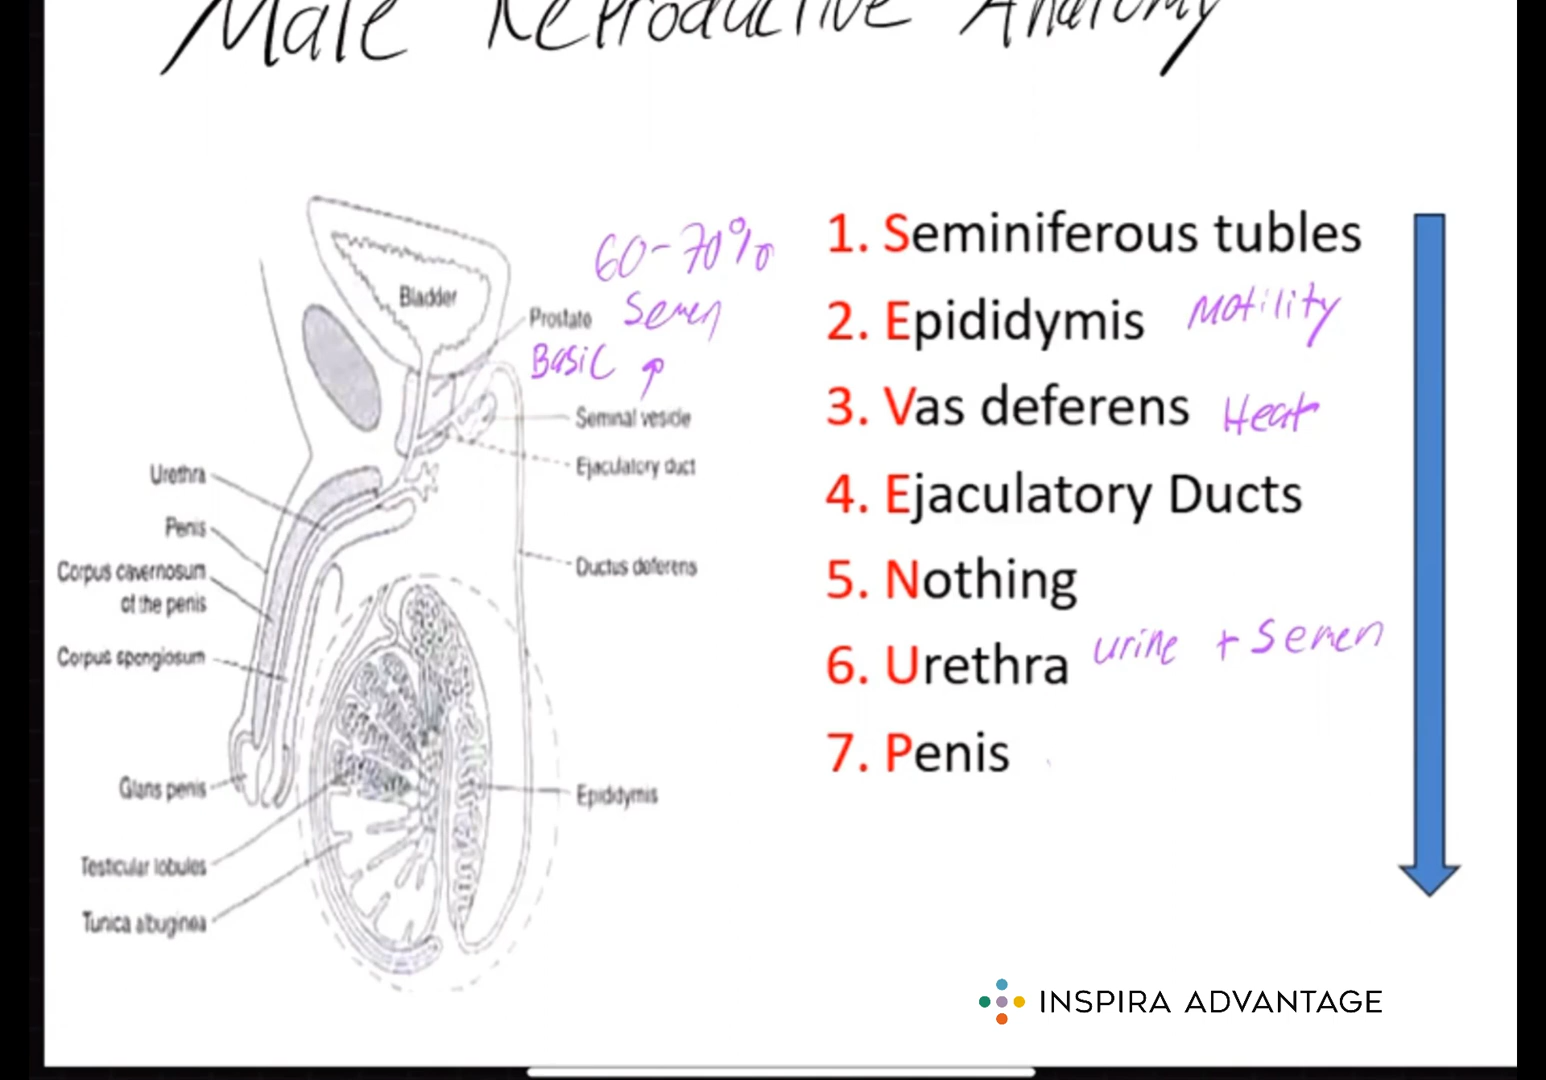 Male Reproductive Anatomy
60-70%
Semen
Basic ↑
Bladder
Prostate
Seminal vesicle
Ejaculatory duct
Urethra
Penis
Corpus cavernosum
of the penis
Corpus spongiosum
Ductus deferens
Glans penis
Epididymis
Testicular lobules
Tunica albuginea
1. Seminiferous tubles
2. Epididymis Motility
3. Vas deferens Heat
4. Ejaculatory Ducts
5. Nothing
6. Urethra urine + Semen
7. Penis
INSPIRA ADVANTAGE